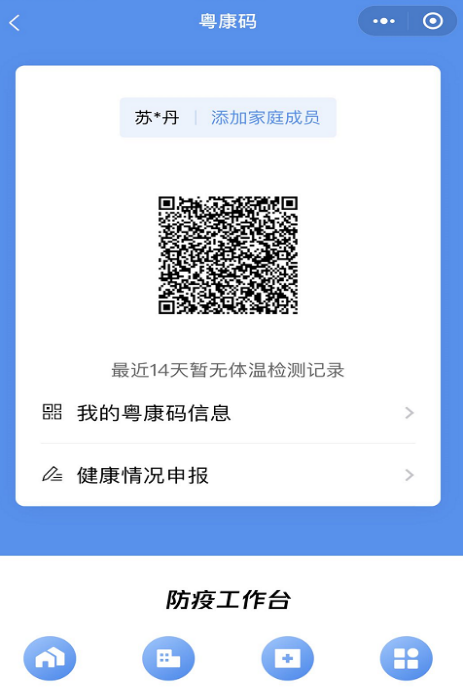 粤康码
苏*丹 | 添加家庭成员
最近14天暂无体温检测记录
我的粤康码信息
健康情况申报
防疫工作台